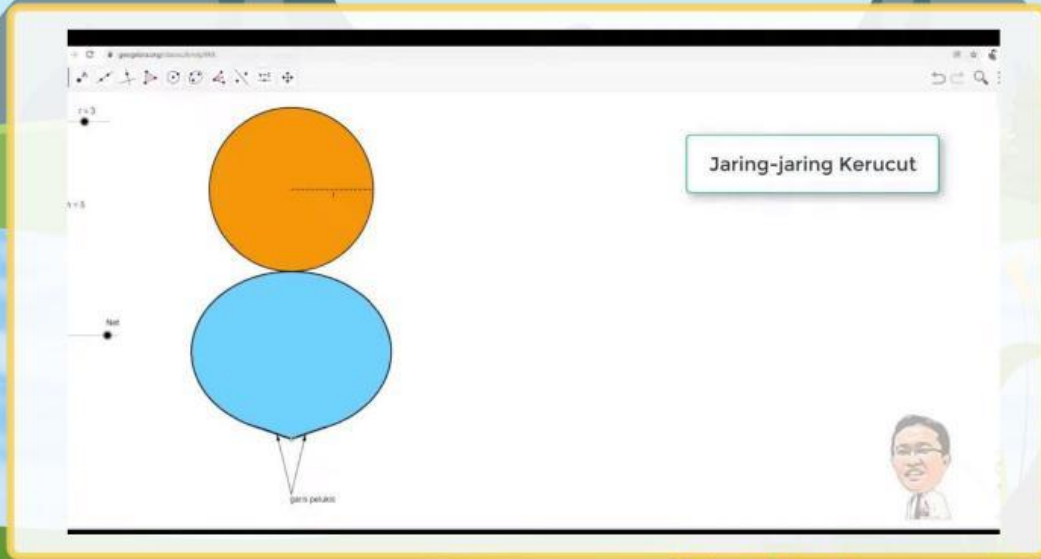 r = 3
Jaring-jaring Kerucut
r
Net
garis pelukis